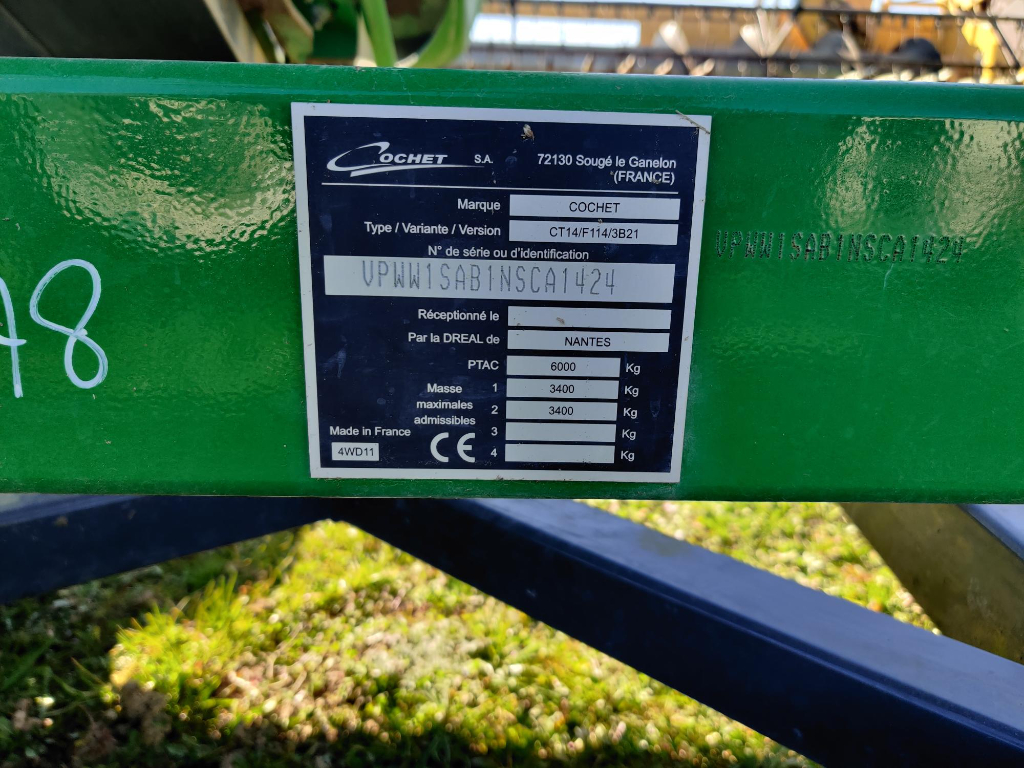 COCHET S.A. 72130 Sougé le Ganelon
(FRANCE)
Marque COCHET
Type / Variante / Version CT14/F114/3B21
N° de série ou d'identification
VPWW1SAB1NSCA1424
Réceptionné le
Par la DREAL de NANTES
PTAC 6000 Kg
Masse maximales admissibles
1 3400 Kg
2 3400 Kg
3 Kg
4 Kg
Made in France
4WD11
CE
VPWW1SAB1NSCA1424
48